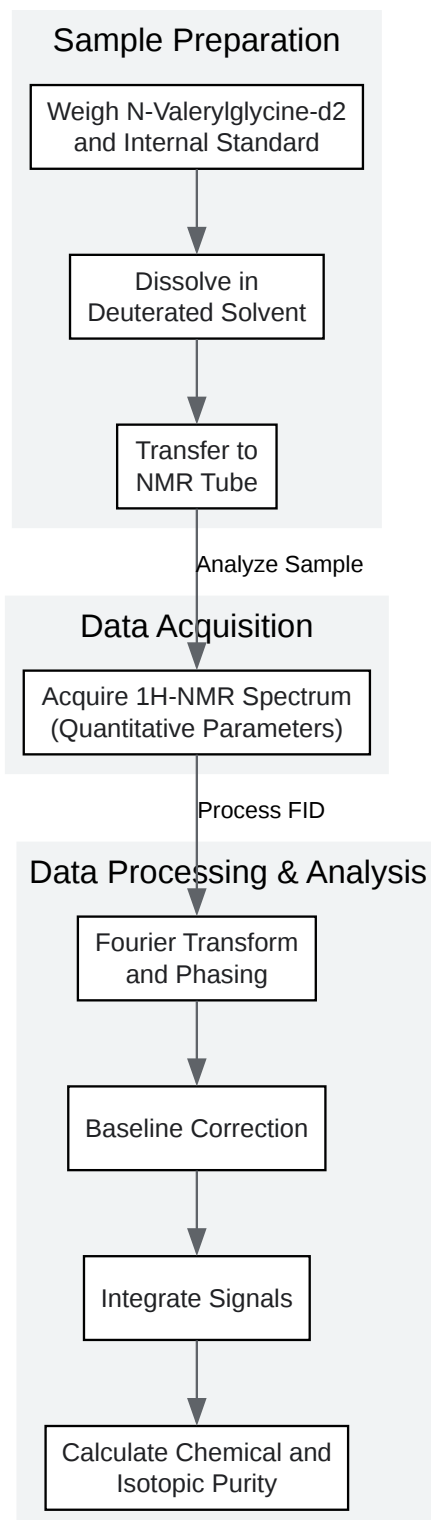 Sample Preparation
Weigh N-Valerylglycine-d2
and Internal Standard
Dissolve in
Deuterated Solvent
Transfer to
NMR Tube
Analyze Sample
Data Acquisition
Acquire 1H-NMR Spectrum
(Quantitative Parameters)
Process FID
Data Processing & Analysis
Fourier Transform
and Phasing
Baseline Correction
Integrate Signals
Calculate Chemical and
Isotopic Purity